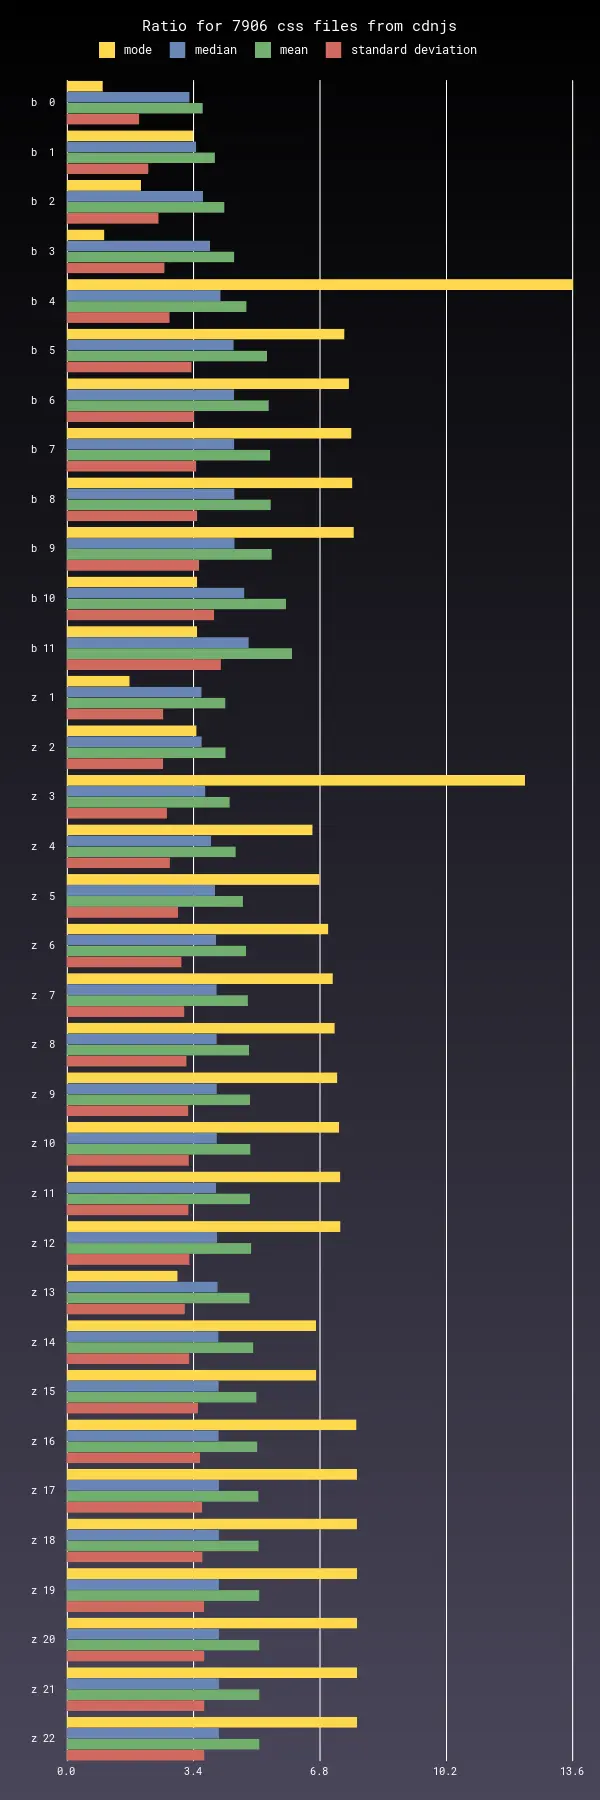 Ratio for 7906 css files from cdnjs
mode median mean standard deviation
b 0
b 1
b 2
b 3
b 4
b 5
b 6
b 7
b 8
b 9
b 10
b 11
z 1
z 2
z 3
z 4
z 5
z 6
z 7
z 8
z 9
z 10
z 11
z 12
z 13
z 14
z 15
z 16
z 17
z 18
z 19
z 20
z 21
z 22
0.0 3.4 6.8 10.2 13.6